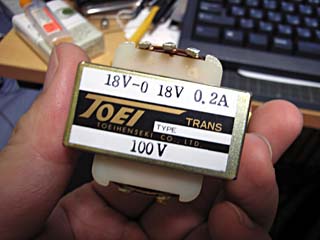 18V-0 18V 0.2A
TOEI TYPE TRANS
TOEIHENSEKI CO., LTD
100V